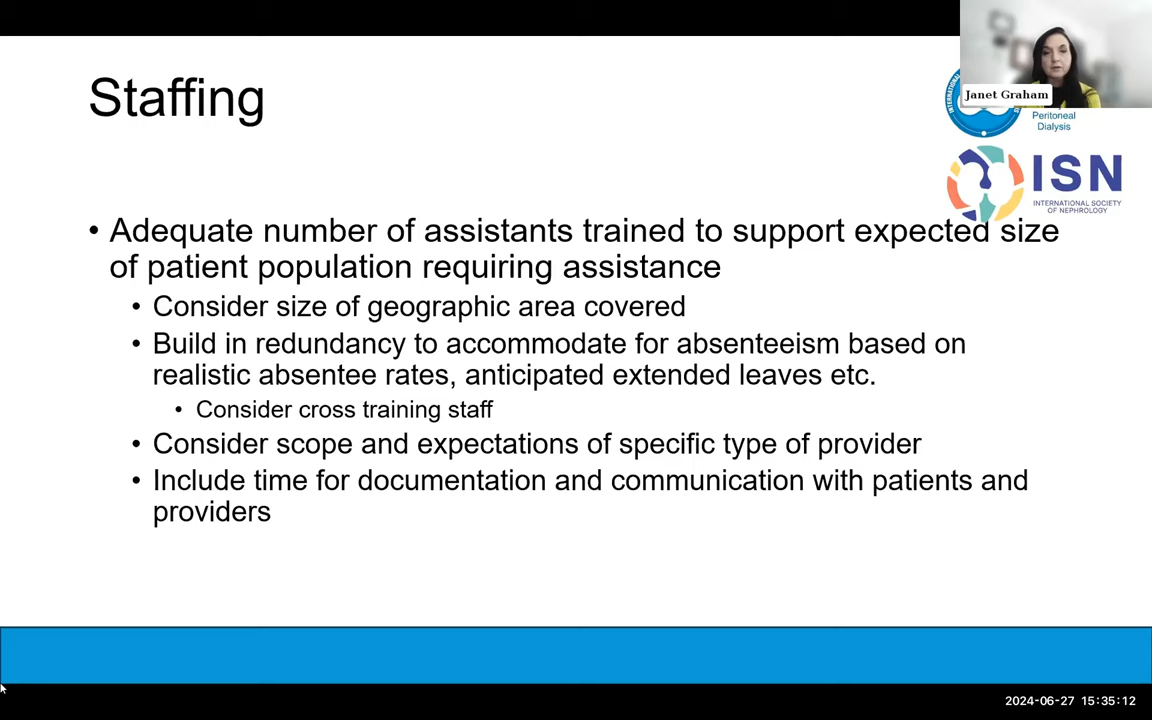 Staffing
Janet Graham
INTERNATIONAL
Peritoneal
Dialysis
ISN
INTERNATIONAL SOCIETY
OF NEPHROLOGY
• Adequate number of assistants trained to support expected size
of patient population requiring assistance
• Consider size of geographic area covered
• Build in redundancy to accommodate for absenteeism based on
realistic absentee rates, anticipated extended leaves etc.
• Consider cross training staff
• Consider scope and expectations of specific type of provider
• Include time for documentation and communication with patients and
providers
2024-06-27 15:35:12